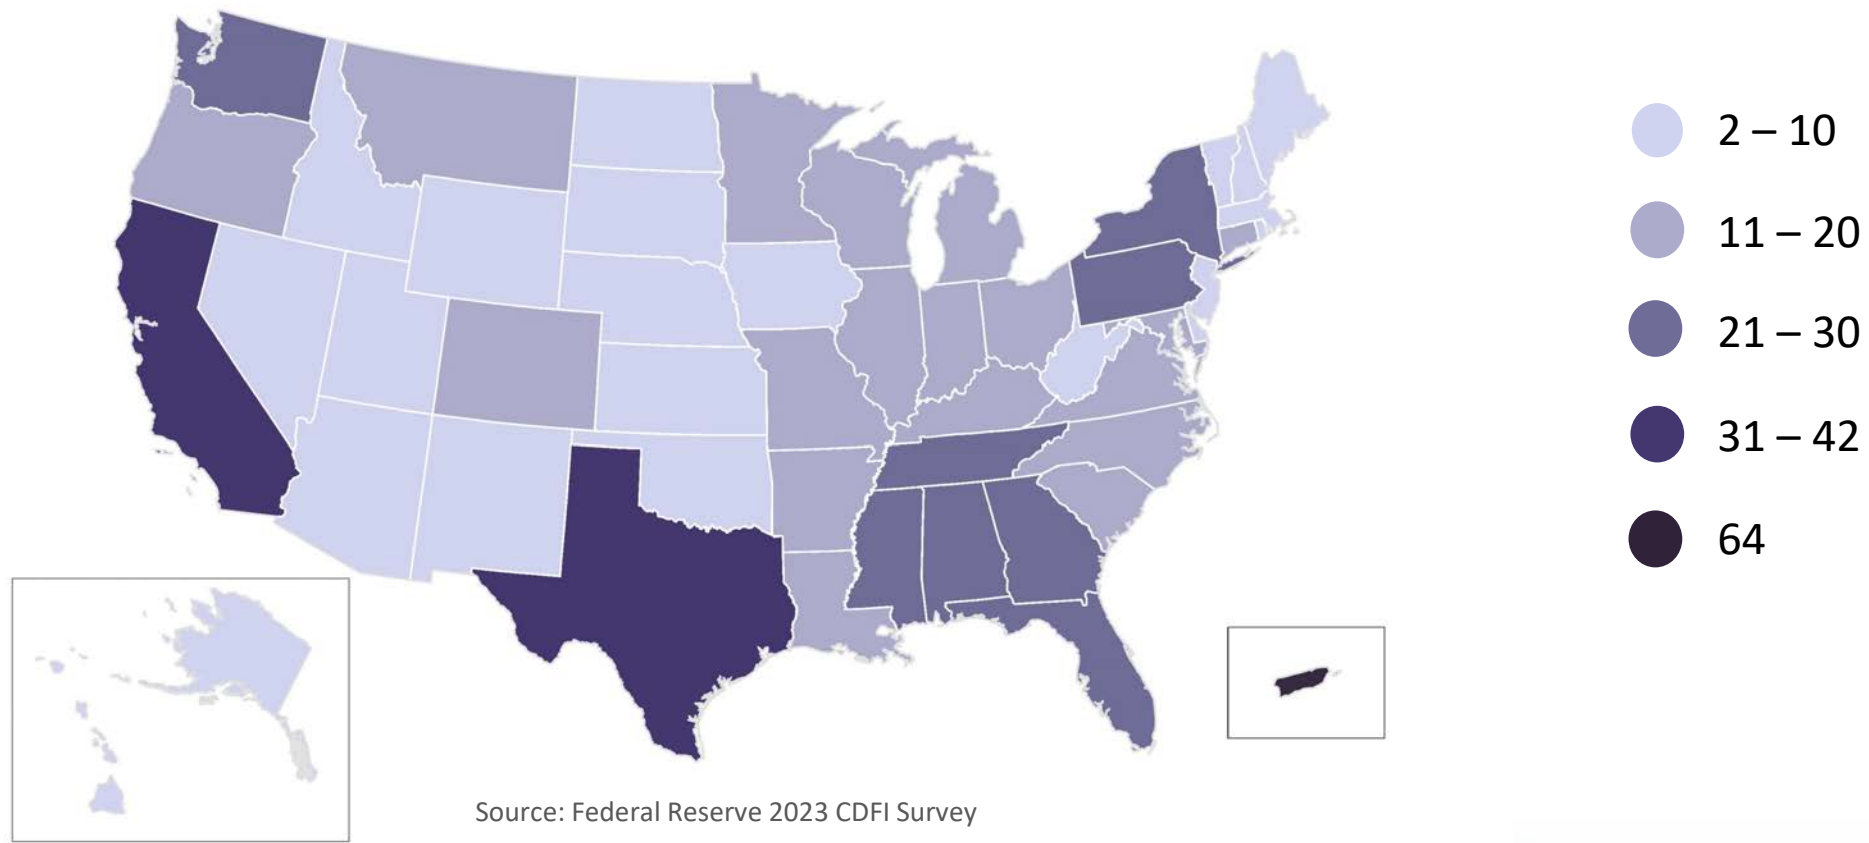 2 – 10
11 – 20
21 – 30
31 – 42
64
Source: Federal Reserve 2023 CDFI Survey